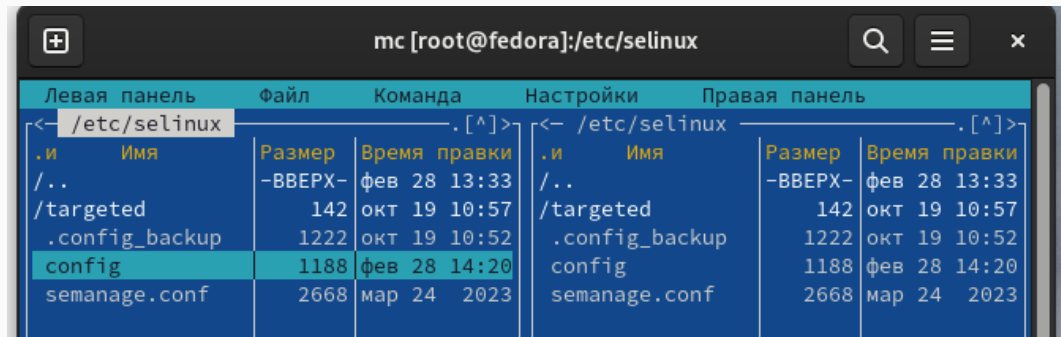 mc [root@fedora]:/etc/selinux
Левая панель Файл Команда Настройки Правая панель
<— /etc/selinux .[^]> <— /etc/selinux .[^]>
.и Имя Размер Время правки .и Имя Размер Время правки
/.. -ВВЕРХ- фев 28 13:33 /.. -ВВЕРХ- фев 28 13:33
/targeted 142 окт 19 10:57 /targeted 142 окт 19 10:57
.config_backup 1222 окт 19 10:52 .config_backup 1222 окт 19 10:52
config 1188 фев 28 14:20 config 1188 фев 28 14:20
semanage.conf 2668 мар 24 2023 semanage.conf 2668 мар 24 2023